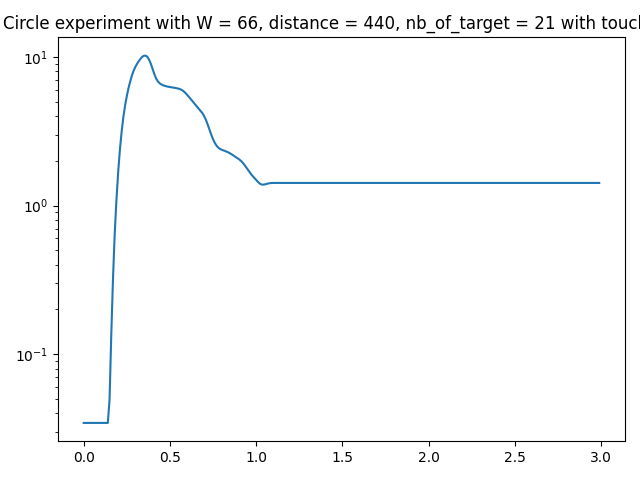 Circle experiment with W = 66, distance = 440, nb_of_target = 21 with touch
10¹
10⁰
10⁻¹
0.0 0.5 1.0 1.5 2.0 2.5 3.0